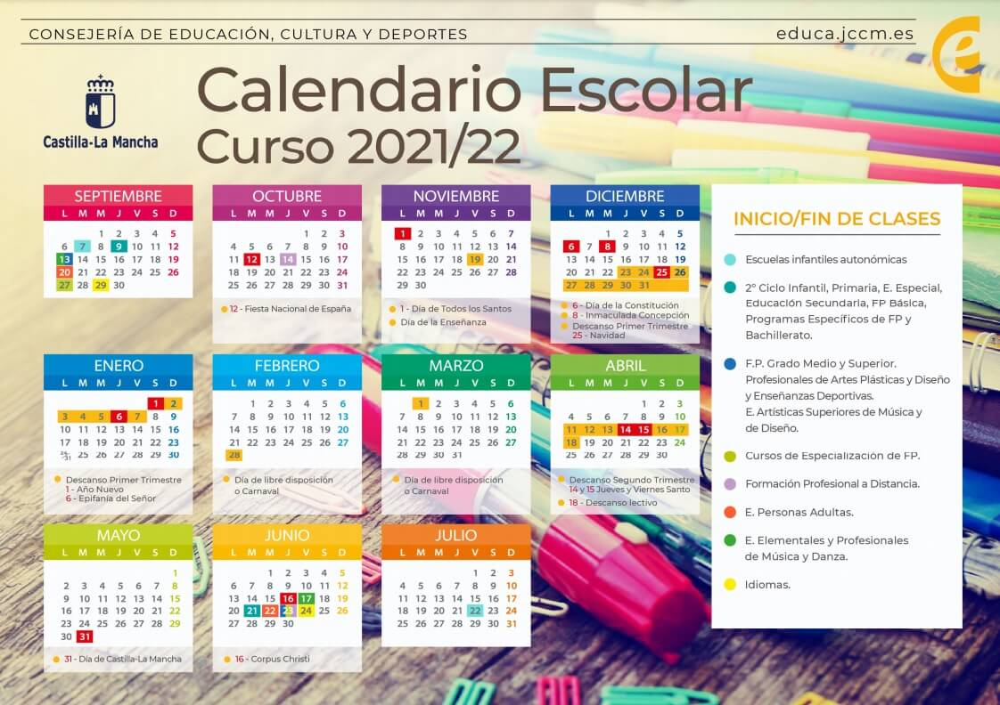 CONSEJERÍA DE EDUCACIÓN, CULTURA Y DEPORTES
educa.jccm.es
Castilla-La Mancha
Calendario Escolar
Curso 2021/22
SEPTIEMBRE
L M M J V S D
1 2 3 4 5
6 7 8 9 10 11 12
13 14 15 16 17 18 19
20 21 22 23 24 25 26
27 28 29 30
OCTUBRE
L M M J V S D
1 2 3
4 5 6 7 8 9 10
11 12 13 14 15 16 17
18 19 20 21 22 23 24
25 26 27 28 29 30 31
12 - Fiesta Nacional de España
NOVIEMBRE
L M M J V S D
1 2 3 4 5 6 7
8 9 10 11 12 13 14
15 16 17 18 19 20 21
22 23 24 25 26 27 28
29 30
1 - Día de Todos los Santos
Día de la Enseñanza
DICIEMBRE
L M M J V S D
1 2 3 4 5
6 7 8 9 10 11 12
13 14 15 16 17 18 19
20 21 22 23 24 25 26
27 28 29 30 31
6 - Día de la Constitución
8 - Inmaculada Concepción
Descanso Primer Trimestre
25 - Navidad
ENERO
L M M J V S D
1 2
3 4 5 6 7 8 9
10 11 12 13 14 15 16
17 18 19 20 21 22 23
24/31 25 26 27 28 29 30
Descanso Primer Trimestre
1 - Año Nuevo
6 - Epifanía del Señor
FEBRERO
L M M J V S D
1 2 3 4 5 6
7 8 9 10 11 12 13
14 15 16 17 18 19 20
21 22 23 24 25 26 27
28
Día de libre disposición
o Carnaval
MARZO
L M M J V S D
1 2 3 4 5 6
7 8 9 10 11 12 13
14 15 16 17 18 19 20
21 22 23 24 25 26 27
28 29 30 31
Día de libre disposición
o Carnaval
ABRIL
L M M J V S D
1 2 3
4 5 6 7 8 9 10
11 12 13 14 15 16 17
18 19 20 21 22 23 24
25 26 27 28 29 30
Descanso Segundo Trimestre
14 y 15 Jueves y Viernes Santo
18 - Descanso lectivo
MAYO
L M M J V S D
1
2 3 4 5 6 7 8
9 10 11 12 13 14 15
16 17 18 19 20 21 22
23 24 25 26 27 28 29
30 31
31 - Día de Castilla-La Mancha
JUNIO
L M M J V S D
1 2 3 4 5
6 7 8 9 10 11 12
13 14 15 16 17 18 19
20 21 22 23 24 25 26
27 28 29 30
16 - Corpus Christi
JULIO
L M M J V S D
1 2 3
4 5 6 7 8 9 10
11 12 13 14 15 16 17
18 19 20 21 22 23 24
25 26 27 28 29 30 31
INICIO/FIN DE CLASES
Escuelas infantiles autonómicas
2º Ciclo Infantil, Primaria, E. Especial,
Educación Secundaria, FP Básica,
Programas Específicos de FP y
Bachillerato.
F.P. Grado Medio y Superior.
Profesionales de Artes Plásticas y Diseño
y Enseñanzas Deportivas.
E. Artísticas Superiores de Música y
de Diseño.
Cursos de Especialización de FP.
Formación Profesional a Distancia.
E. Personas Adultas.
E. Elementales y Profesionales
de Música y Danza.
Idiomas.